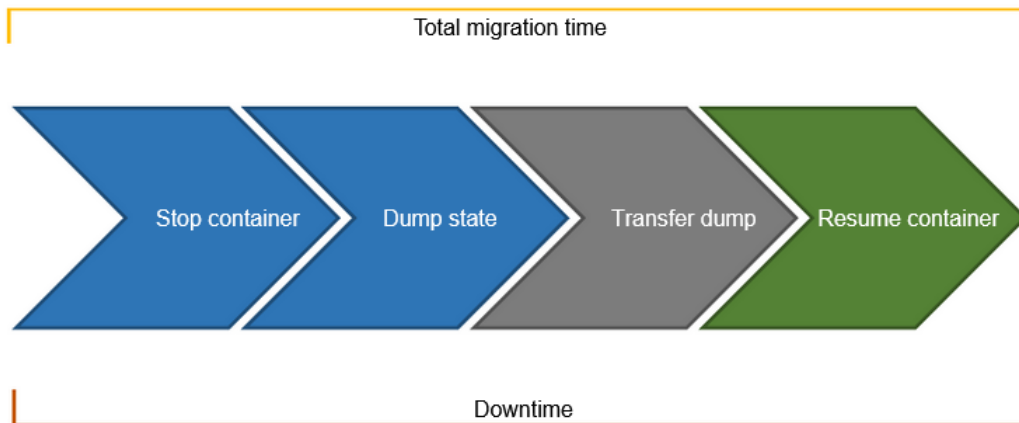 Total migration time
Stop container
Dump state
Transfer dump
Resume container
Downtime